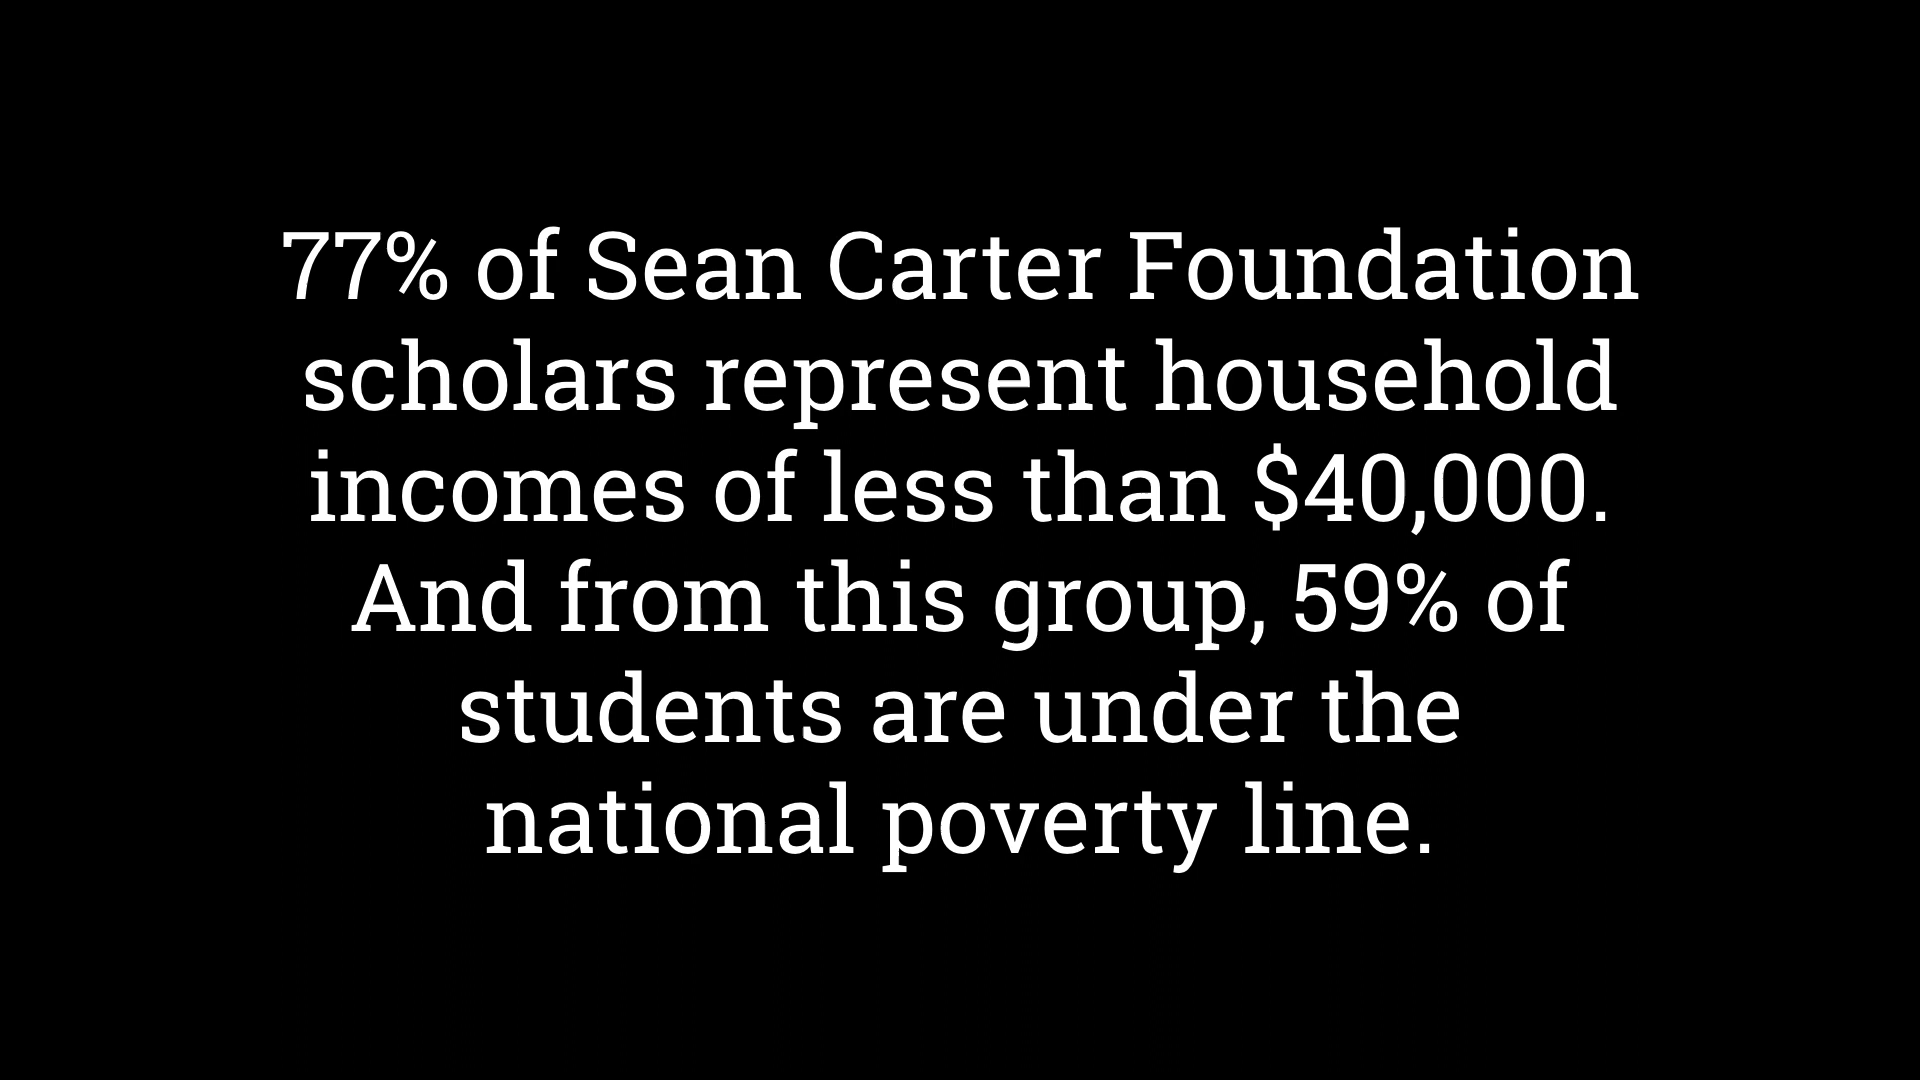 77% of Sean Carter Foundation
scholars represent household
incomes of less than $40,000.
And from this group, 59% of
students are under the
national poverty line.